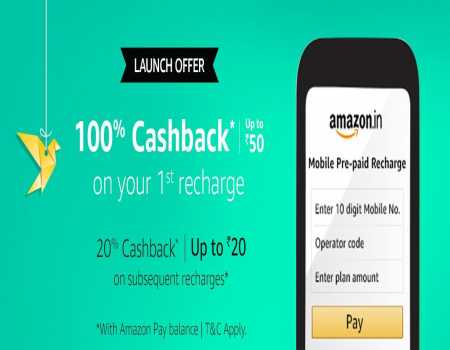 LAUNCH OFFER
100% Cashback* | Up to ₹50
on your 1st recharge
20% Cashback* | Up to ₹20
on subsequent recharges*
*With Amazon Pay balance | T&C Apply.
amazon.in
Mobile Pre-paid Recharge
Enter 10 digit Mobile No.
Operator code
Enter plan amount
Pay